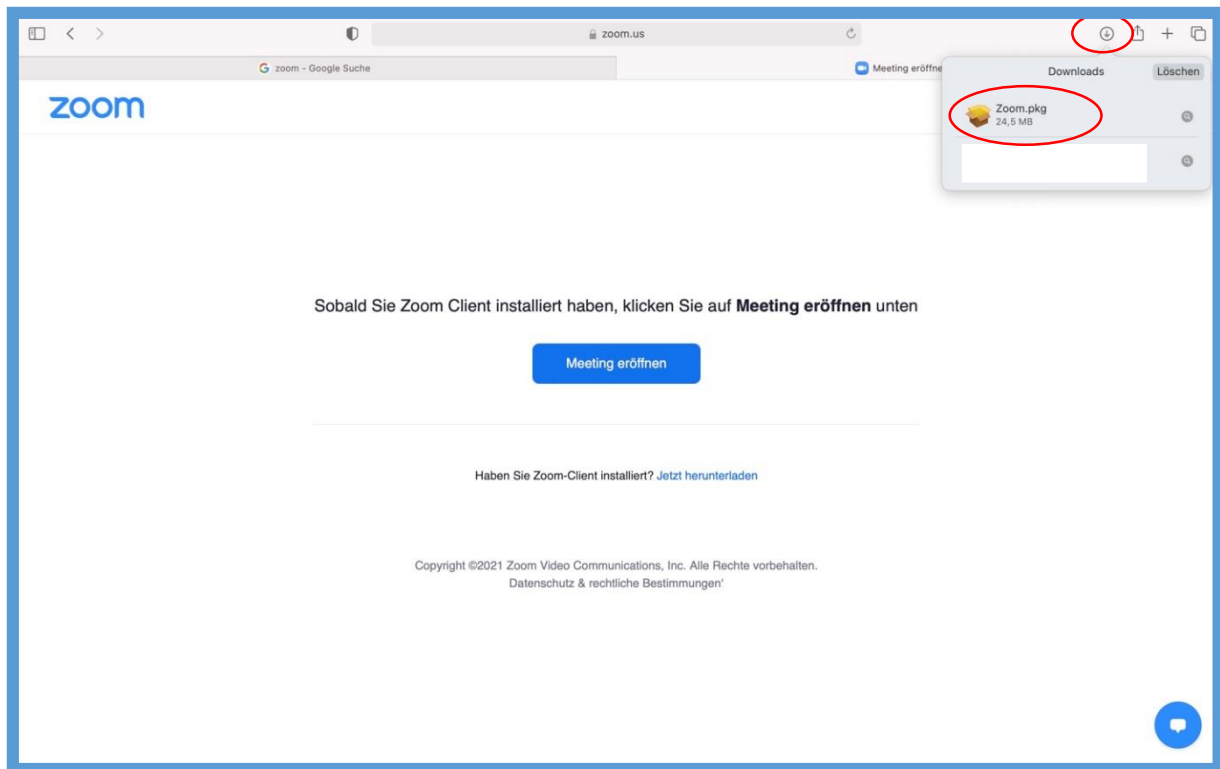 zoom.us
zoom - Google Suche
Meeting eröffne
Downloads
Löschen
zoom
Zoom.pkg
24,5 MB
Sobald Sie Zoom Client installiert haben, klicken Sie auf Meeting eröffnen unten
Meeting eröffnen
Haben Sie Zoom-Client installiert? Jetzt herunterladen
Copyright ©2021 Zoom Video Communications, Inc. Alle Rechte vorbehalten.
Datenschutz & rechtliche Bestimmungen'